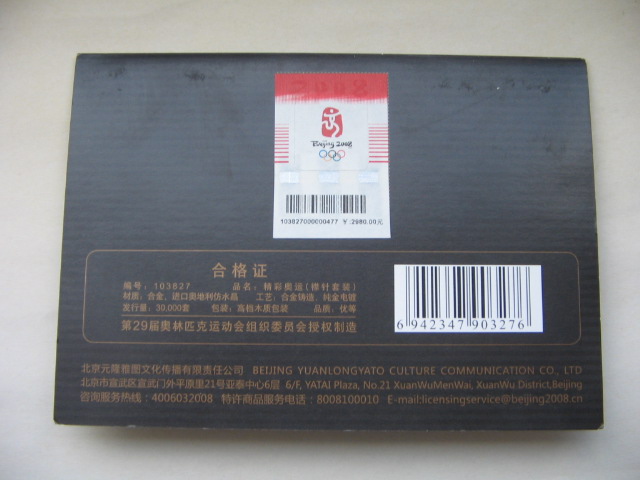 Beijing 2008
103827000000477 ￥:2980.00元
合格证
编号：103827 品名：精彩奥运(襟针套装)
材质：合金、进口奥地利仿水晶 工艺：合金铸造、纯金电镀
发行量：30,000套 包装：高档木质包装 品质：优等
第29届奥林匹克运动会组织委员会授权制造
6 942347 903276
北京元隆雅图文化传播有限责任公司 BEIJING YUANLONGYATO CULTURE COMMUNICATION CO., LTD
北京市宣武区宣武门外平原里21号亚泰中心6层 6/F, YATAI Plaza, No.21 XuanWuMenWai, XuanWu District,Beijing
咨询服务热线：4006032008 特许商品服务电话：8008100010 E-mail:licensingservice@beijing2008.cn